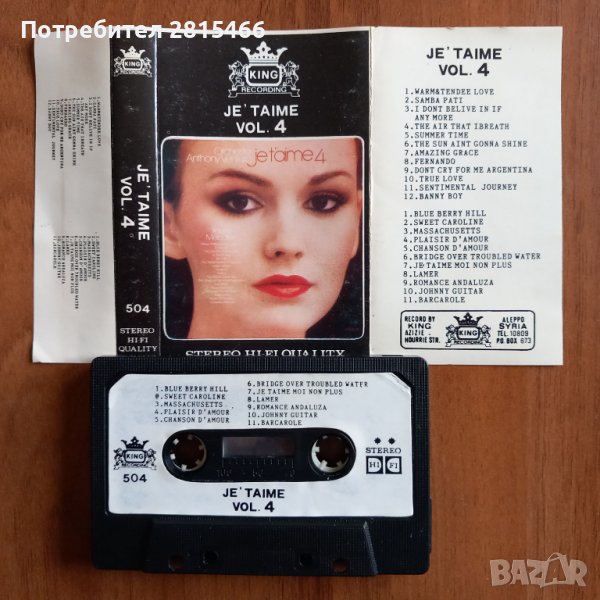 Потребител 2815466
KING
RECORDING
JE' TAIME
VOL. 4
Orchester
Anthony Ventura
je t'aime 4
STEREO HI-FI QUALITY
JE' TAIME
VOL. 4
504
STEREO
HI-FI
QUALITY
JE' TAIME
VOL. 4
1. WARM&TENDEE LOVE
2. SAMBA PATI
3. I DONT BELIVE IN IF
ANY MORE
4. THE AIR THAT IBREATH
5. SUMMER TIME
6. THE SUN AINT GONNA SHINE
7. AMAZING GRACE
8. FERNANDO
9. DONT CRY FOR ME ARGENTINA
10. TRUE LOVE
11. SENTIMENTAL JOURNEY
12. BANNY BOY
1. BLUE BERRY HILL
2. SWEET CAROLINE
3. MASSACHUSETTS
4. PLAISIR D'AMOUR
5. CHANSON D'AMOUR
6. BRIDGE OVER TROUBLED WATER
7. JE TAIME MOI NON PLUS
8. LAMER
9. ROMANCE ANDALUZA
10. JOHNNY GUITAR
11. BARCAROLE
RECORD BY
KING
AZIZIE -
HOURRIE STR.
KING
RECORDING
ALEPPO
SYRIA
TEL 10809
P.O. BOX 673
1. BLUE BERRY HILL
2. SWEET CAROLINE
3. MASSACHUSETTS
4. PLAISIR D'AMOUR
5. CHANSON D'AMOUR
6. BRIDGE OVER TROUBLED WATER
7. JE TAIME MOI NON PLUS
8. LAMER
9. ROMANCE ANDALUZA
10. JOHNNY GUITAR
11. BARCAROLE
KING
RECORDING
504
STEREO
HI FI
100 50 0
JE' TAIME
VOL. 4
BAZAR